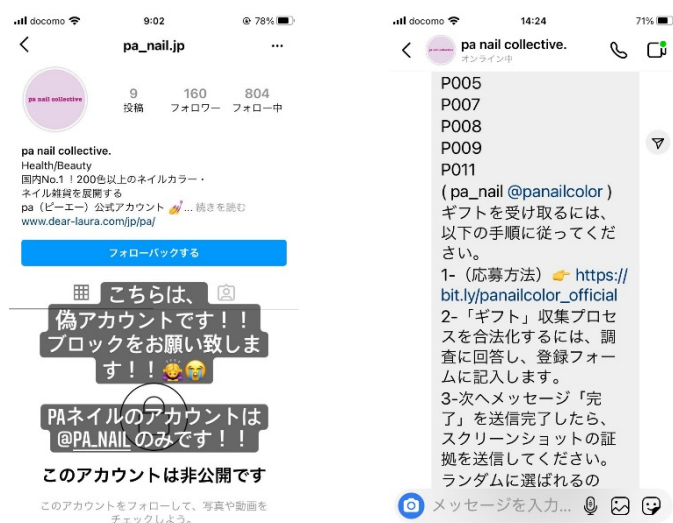 docomo
9:02
78%
pa_nail.jp
pa nail collective
9
160
804
投稿
フォロワー
フォロー中
pa nail collective.
Health/Beauty
国内No.1 ！200色以上のネイルカラー・
ネイル雑貨を展開する
pa（ピーエー）公式アカウント 💅... 続きを読む
www.dear-laura.com/jp/pa/
フォローバックする
こちらは、
偽アカウントです！！
ブロックをお願い致しま
す！！🙇‍♀️😭
PAネイルのアカウントは
@PA_NAILのみです！！
このアカウントは非公開です
このアカウントをフォローして、写真や動画を
チェックしよう。
docomo
14:24
71%
pa nail collective.
オンライン中
P005
P007
P008
P009
P011
( pa_nail @panailcolor )
ギフトを受け取るには、
以下の手順に従ってくだ
さい。
1-（応募方法）👉 https://
bit.ly/panailcolor_official
2-「ギフト」収集プロセ
スを合法化するには、調
査に回答し、登録フォー
ムに記入します。
3-次へメッセージ「完
了」を送信完了したら、
スクリーンショットの証
拠を送信してください。
ランダムに選ばれるの
メッセージを入力...